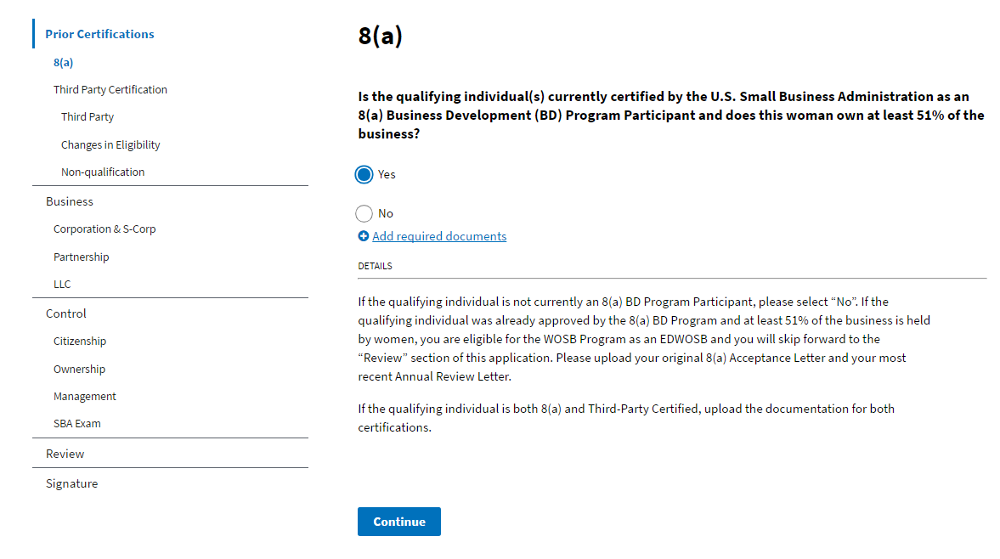 Prior Certifications
8(a)
Third Party Certification
Third Party
Changes in Eligibility
Non-qualification
Business
Corporation & S-Corp
Partnership
LLC
Control
Citizenship
Ownership
Management
SBA Exam
Review
Signature
8(a)
Is the qualifying individual(s) currently certified by the U.S. Small Business Administration as an
8(a) Business Development (BD) Program Participant and does this woman own at least 51% of the
business?
Yes
No
Add required documents
DETAILS
If the qualifying individual is not currently an 8(a) BD Program Participant, please select “No”. If the
qualifying individual was already approved by the 8(a) BD Program and at least 51% of the business is held
by women, you are eligible for the WOSB Program as an EDWOSB and you will skip forward to the
“Review” section of this application. Please upload your original 8(a) Acceptance Letter and your most
recent Annual Review Letter.
If the qualifying individual is both 8(a) and Third-Party Certified, upload the documentation for both
certifications.
Continue